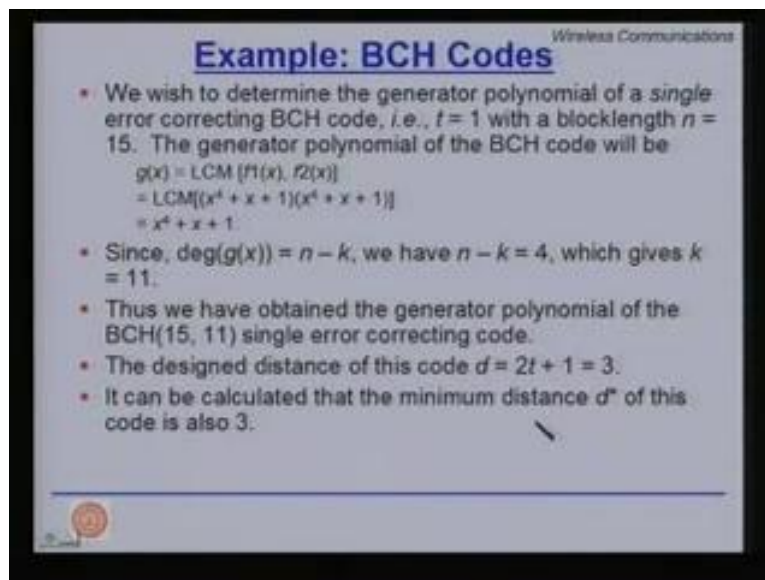 Wireless Communications
Example: BCH Codes
• We wish to determine the generator polynomial of a single
error correcting BCH code, i.e., t = 1 with a blocklength n =
15. The generator polynomial of the BCH code will be
g(x) = LCM [f1(x), f2(x)]
= LCM[(x⁴ + x + 1)(x⁴ + x + 1)]
= x⁴ + x + 1.
• Since, deg(g(x)) = n – k, we have n – k = 4, which gives k
= 11.
• Thus we have obtained the generator polynomial of the
BCH(15, 11) single error correcting code.
• The designed distance of this code d = 2t + 1 = 3.
• It can be calculated that the minimum distance d* of this
code is also 3.